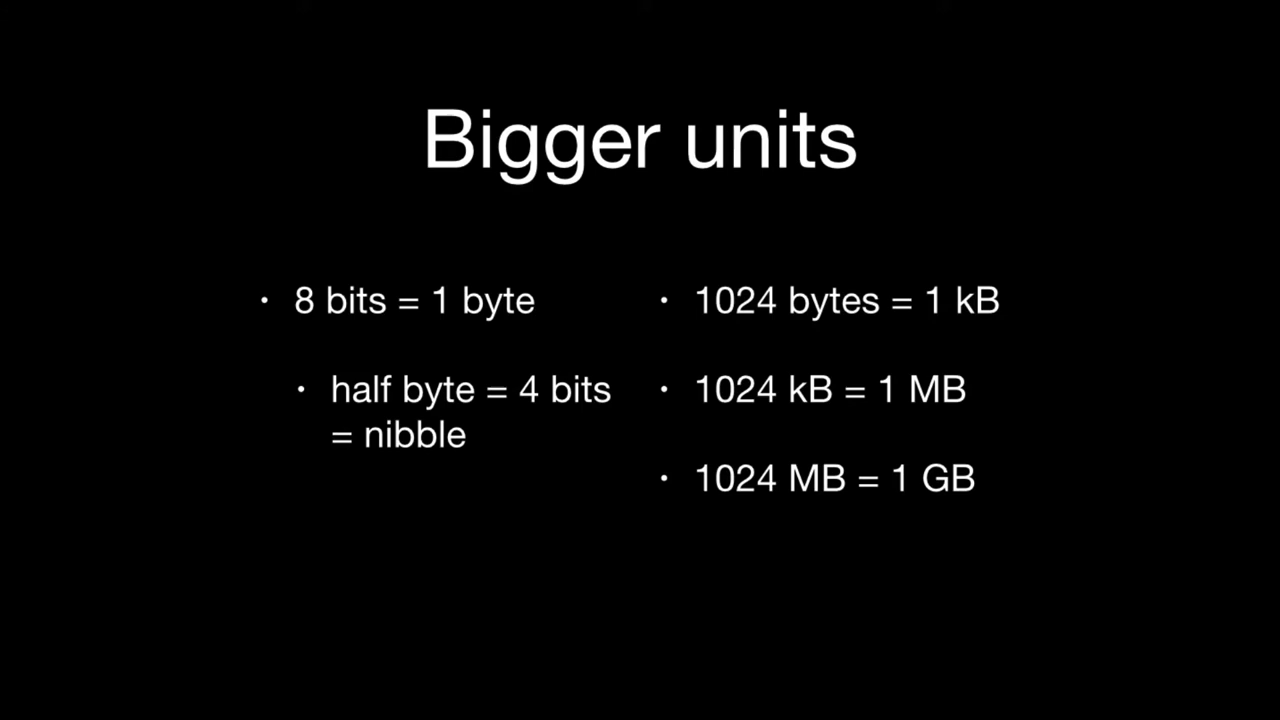 Bigger units
• 8 bits = 1 byte
• half byte = 4 bits
= nibble
• 1024 bytes = 1 kB
• 1024 kB = 1 MB
• 1024 MB = 1 GB